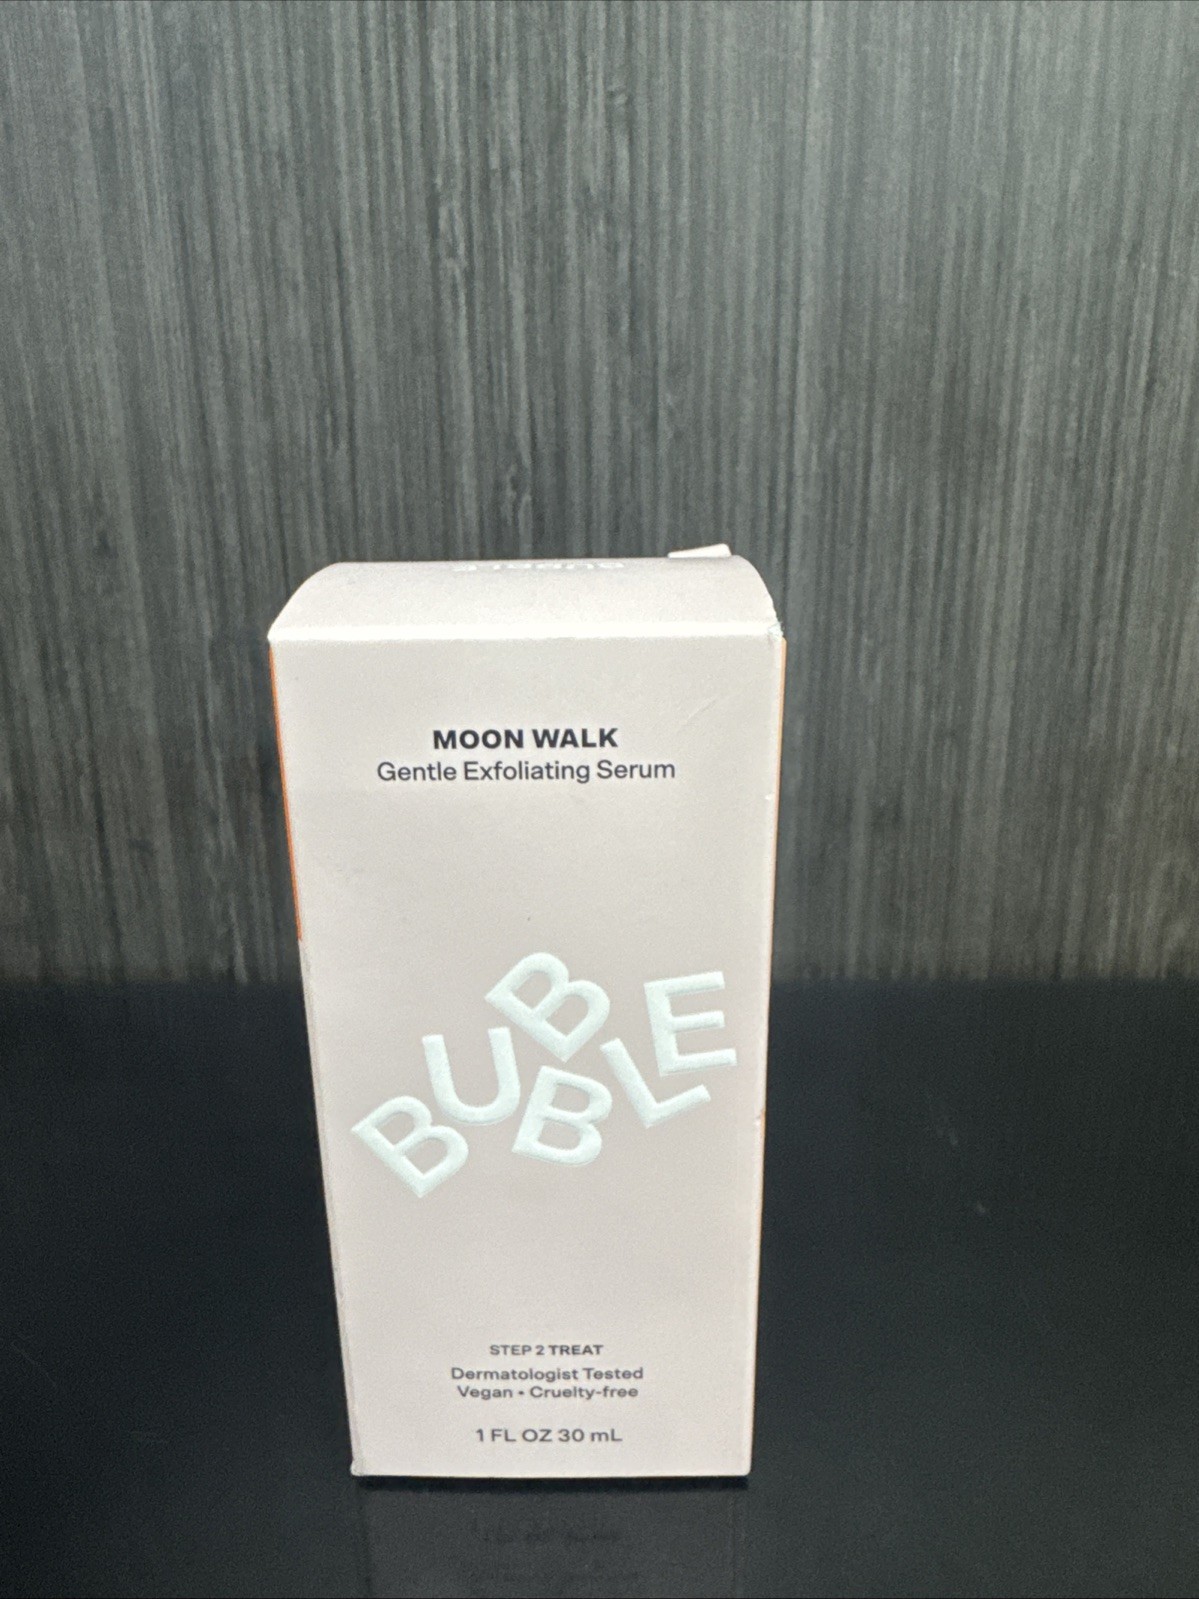 MOON WALK
Gentle Exfoliating Serum
BUBBLE
STEP 2 TREAT
Dermatologist Tested
Vegan • Cruelty-free
1 FL OZ 30 mL